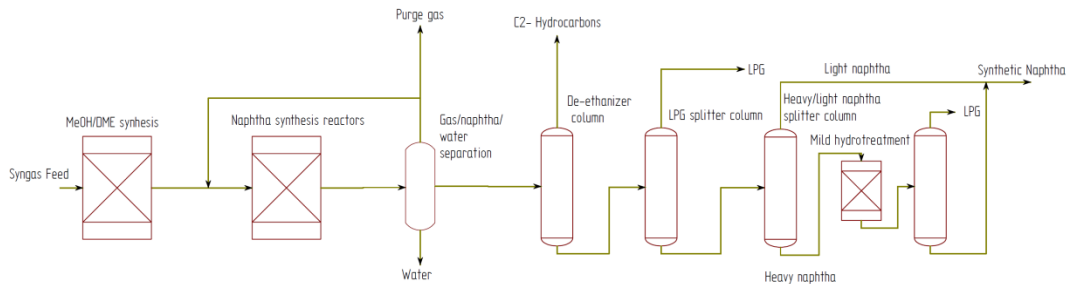 Purge gas
C2- Hydrocarbons
LPG
Light naphtha
Synthetic Naphtha
MeOH/DME synhesis
Naphtha synthesis reactors
Gas/naphtha/
water
separation
De-ethanizer
column
LPG splitter column
Heavy/light naphtha
splitter column
Mild hydrotreatment
LPG
Syngas Feed
Water
Heavy naphtha